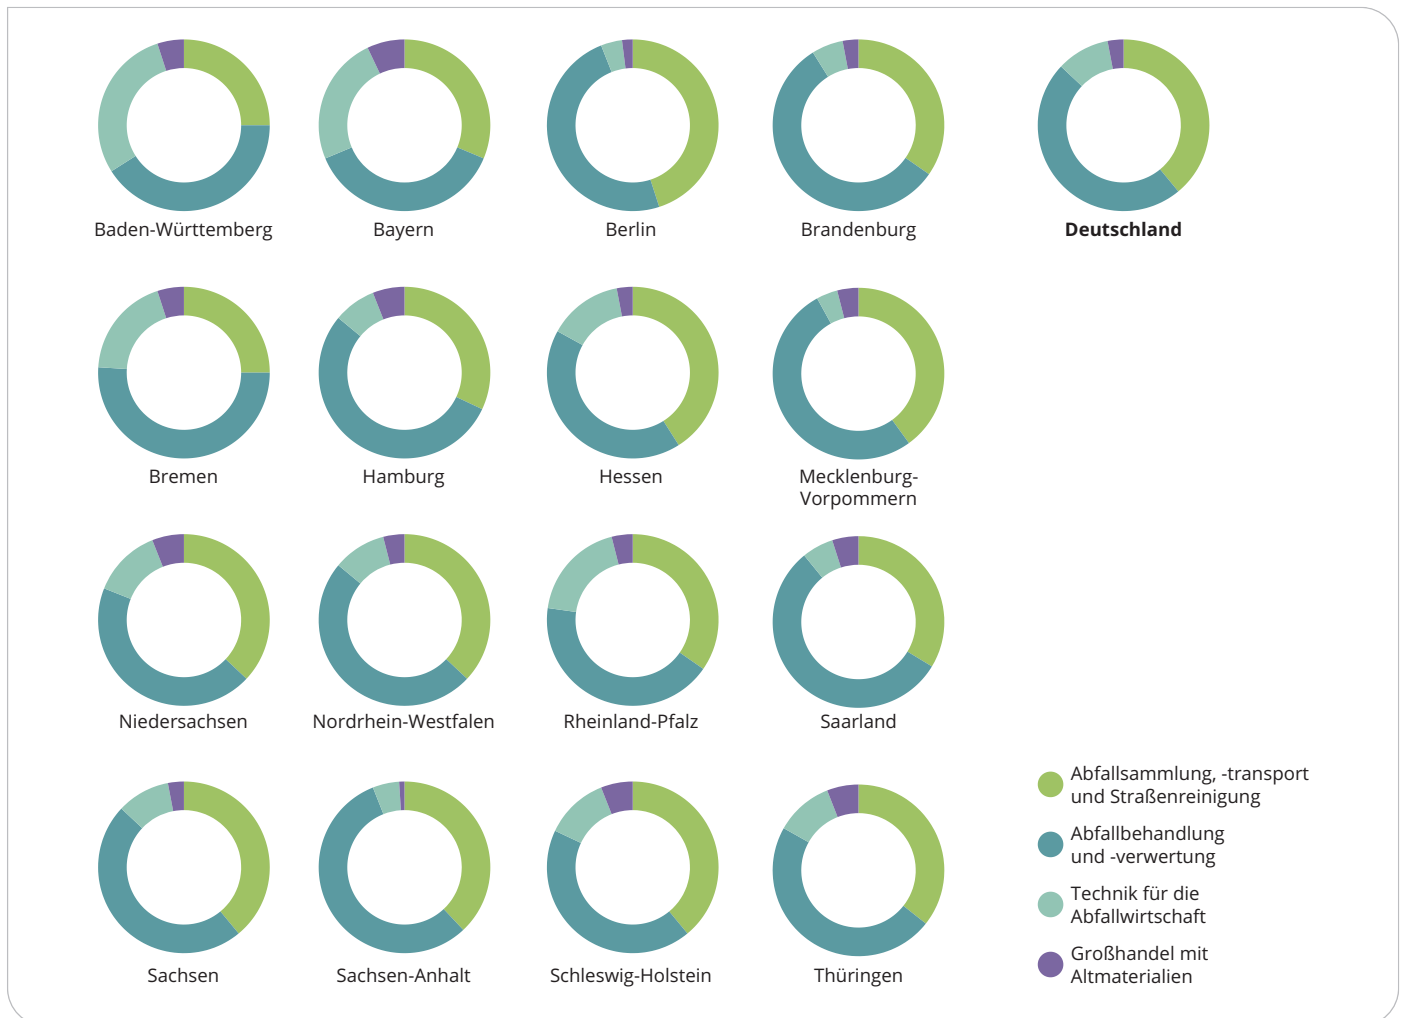 Baden-Württemberg
Bayern
Berlin
Brandenburg
Deutschland
Bremen
Hamburg
Hessen
Mecklenburg-
Vorpommern
Niedersachsen
Nordrhein-Westfalen
Rheinland-Pfalz
Saarland
Sachsen
Sachsen-Anhalt
Schleswig-Holstein
Thüringen
Abfallsammlung, -transport
und Straßenreinigung
Abfallbehandlung
und -verwertung
Technik für die
Abfallwirtschaft
Großhandel mit
Altmaterialien